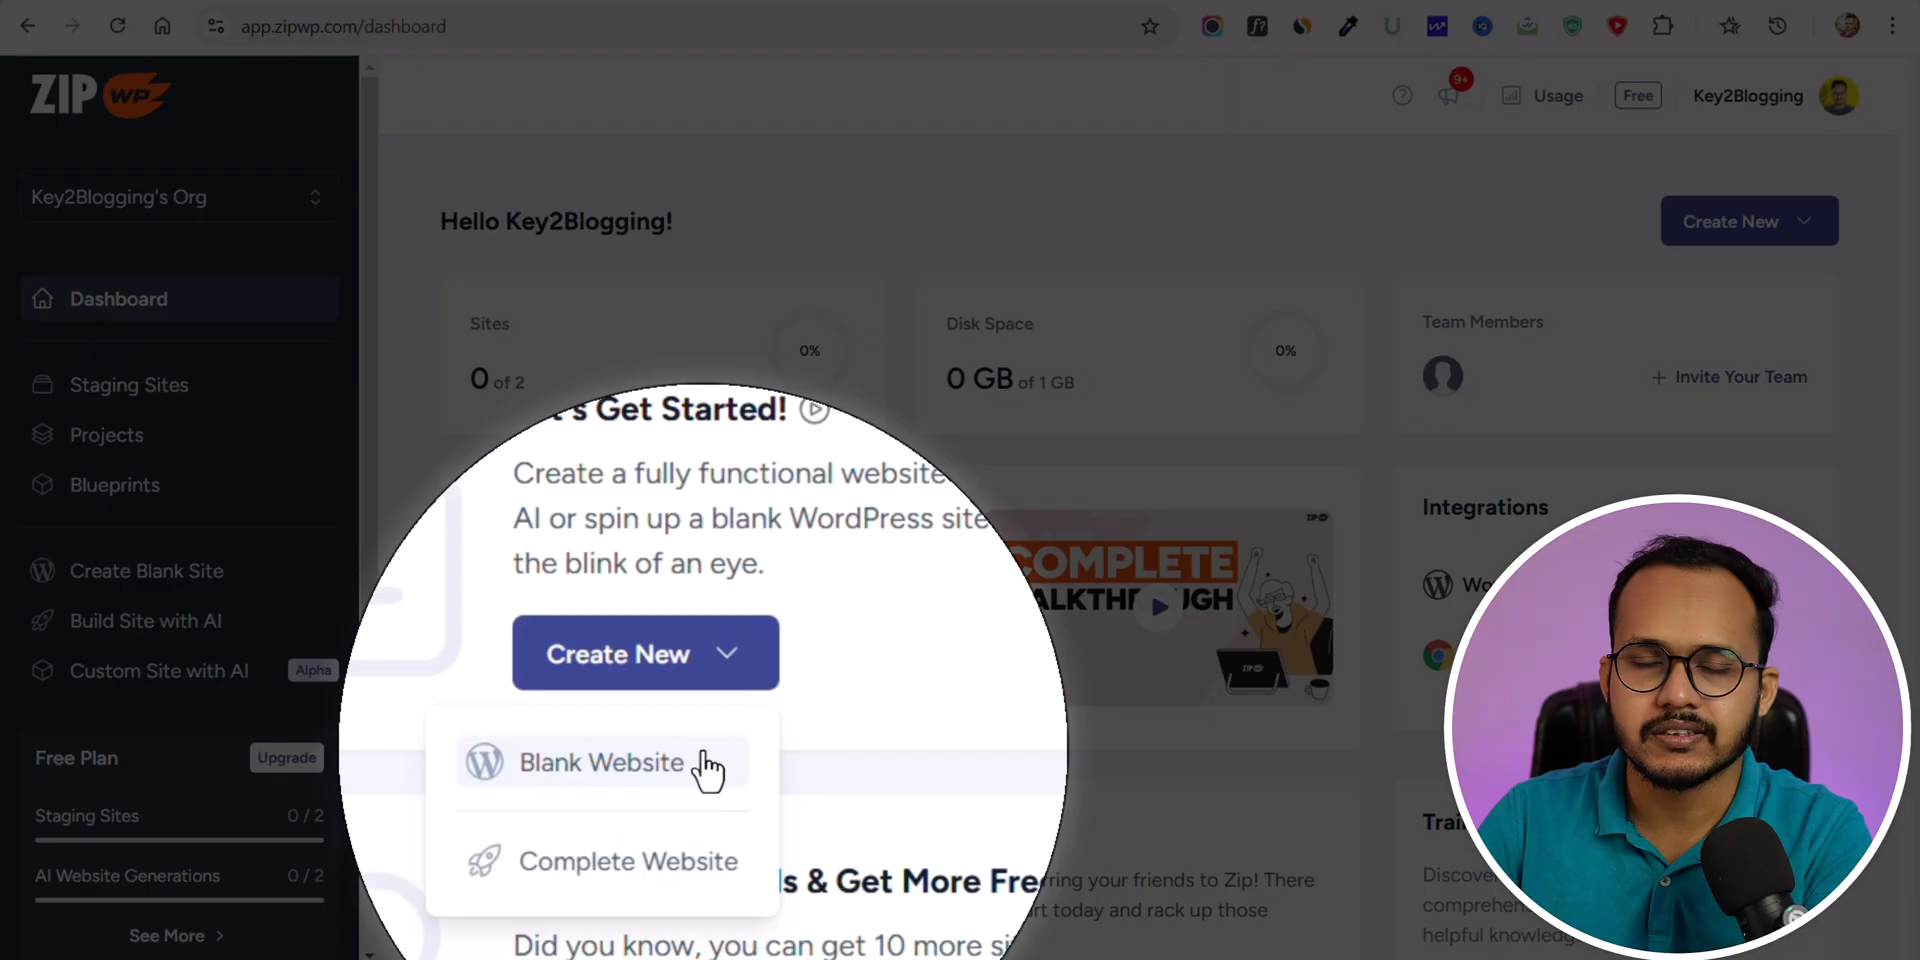 app.zipwp.com/dashboard
ZIP WP
9+
Usage
Free
Key2Blogging
Key2Blogging's Org
Hello Key2Blogging!
Create New
Dashboard
Sites
0%
0 of 2
Disk Space
0%
0 GB of 1 GB
Team Members
+ Invite Your Team
Staging Sites
Projects
Blueprints
Create Blank Site
Build Site with AI
Custom Site with AI
Alpha
Free Plan
Upgrade
Staging Sites
0 / 2
AI Website Generations
0 / 2
See More
's Get Started!
Create a fully functional website
AI or spin up a blank WordPress site
the blink of an eye.
Create New
Blank Website
Complete Website
COMPLETE
ALKTHR UGH
ZIP
Integrations
Wo
Trai
Discove
comprehen
helpful knowledg
ls & Get More Fre
rring your friends to Zip! There
rt today and rack up those
Did you know, you can get 10 more si